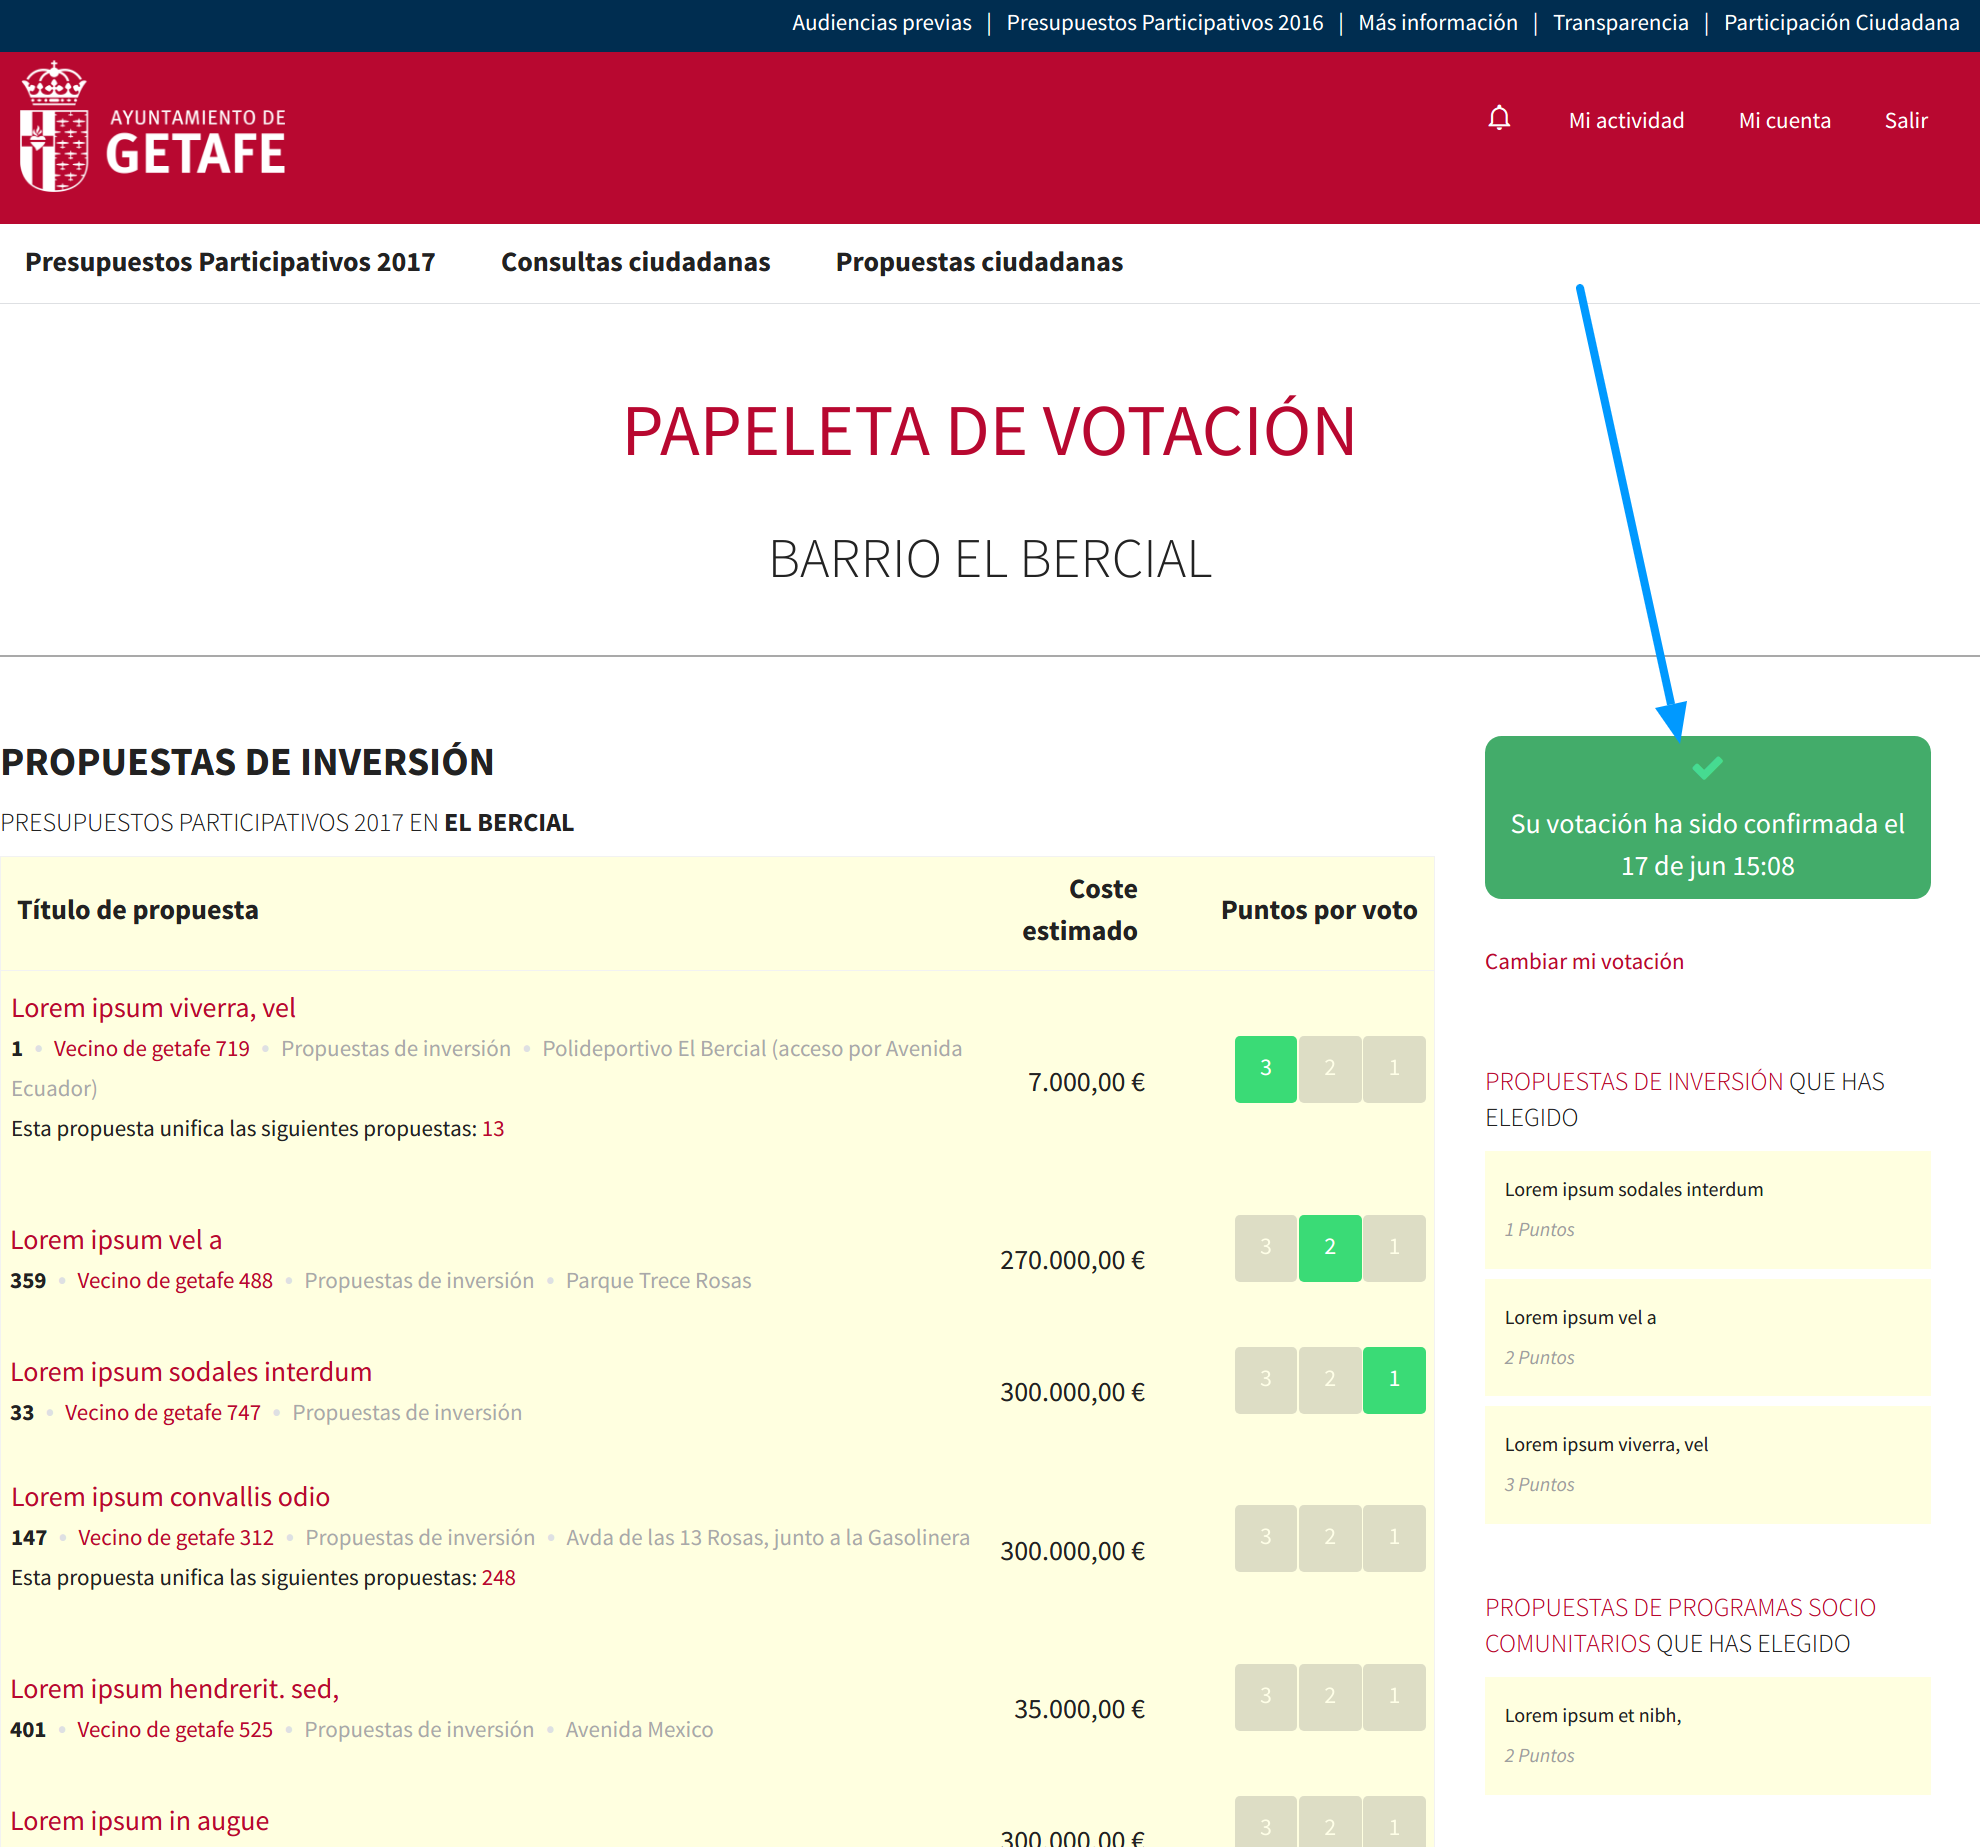 Audiencias previas | Presupuestos Participativos 2016 | Más información | Transparencia | Participación Ciudadana
AYUNTAMIENTO DE
GETAFE
Mi actividad
Mi cuenta
Salir
Presupuestos Participativos 2017
Consultas ciudadanas
Propuestas ciudadanas
PAPELETA DE VOTACIÓN
BARRIO EL BERCIAL
PROPUESTAS DE INVERSIÓN
PRESUPUESTOS PARTICIPATIVOS 2017 EN EL BERCIAL
Título de propuesta
Coste
estimado
Puntos por voto
Lorem ipsum viverra, vel
1 • Vecino de getafe 719 • Propuestas de inversión • Polideportivo El Bercial (acceso por Avenida
Ecuador)
Esta propuesta unifica las siguientes propuestas: 13
7.000,00 €
3 2 1
Lorem ipsum vel a
359 • Vecino de getafe 488 • Propuestas de inversión • Parque Trece Rosas
270.000,00 €
3 2 1
Lorem ipsum sodales interdum
33 • Vecino de getafe 747 • Propuestas de inversión
300.000,00 €
3 2 1
Lorem ipsum convallis odio
147 • Vecino de getafe 312 • Propuestas de inversión • Avda de las 13 Rosas, junto a la Gasolinera
Esta propuesta unifica las siguientes propuestas: 248
300.000,00 €
3 2 1
Lorem ipsum hendrerit. sed,
401 • Vecino de getafe 525 • Propuestas de inversión • Avenida Mexico
35.000,00 €
3 2 1
Lorem ipsum in augue
300.000,00 €
3 2 1
Su votación ha sido confirmada el
17 de jun 15:08
Cambiar mi votación
PROPUESTAS DE INVERSIÓN QUE HAS
ELEGIDO
Lorem ipsum sodales interdum
1 Puntos
Lorem ipsum vel a
2 Puntos
Lorem ipsum viverra, vel
3 Puntos
PROPUESTAS DE PROGRAMAS SOCIO
COMUNITARIOS QUE HAS ELEGIDO
Lorem ipsum et nibh,
2 Puntos